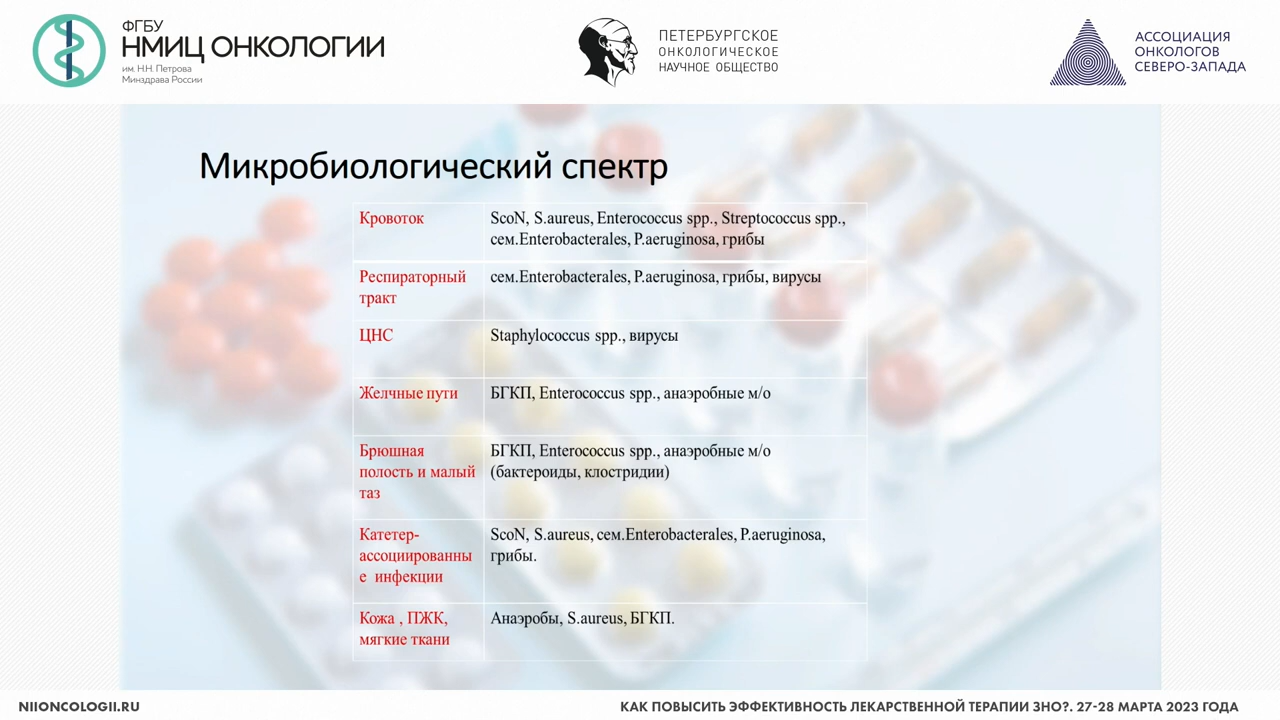 ФГБУ
НМИЦ ОНКОЛОГИИ
им. Н.Н. Петрова
Минздрава России
ПЕТЕРБУРГСКОЕ
ОНКОЛОГИЧЕСКОЕ
НАУЧНОЕ ОБЩЕСТВО
АССОЦИАЦИЯ
ОНКОЛОГОВ
СЕВЕРО-ЗАПАДА
Микробиологический спектр
Кровоток
ScoN, S.aureus, Enterococcus spp., Streptococcus spp.,
сем.Enterobacterales, P.aeruginosa, грибы
Респираторный
тракт
сем.Enterobacterales, P.aeruginosa, грибы, вирусы
ЦНС
Staphylococcus spp., вирусы
Желчные пути
БГКП, Enterococcus spp., анаэробные м/о
Брюшная
полость и малый
таз
БГКП, Enterococcus spp., анаэробные м/о
(бактероиды, клостридии)
Катетер-
ассоциированны
е инфекции
ScoN, S.aureus, сем.Enterobacterales, P.aeruginosa,
грибы.
Кожа , ПЖК,
мягкие ткани
Анаэробы, S.aureus, БГКП.
NIIONCOLOGII.RU
КАК ПОВЫСИТЬ ЭФФЕКТИВНОСТЬ ЛЕКАРСТВЕННОЙ ТЕРАПИИ ЗНО?. 27-28 МАРТА 2023 ГОДА